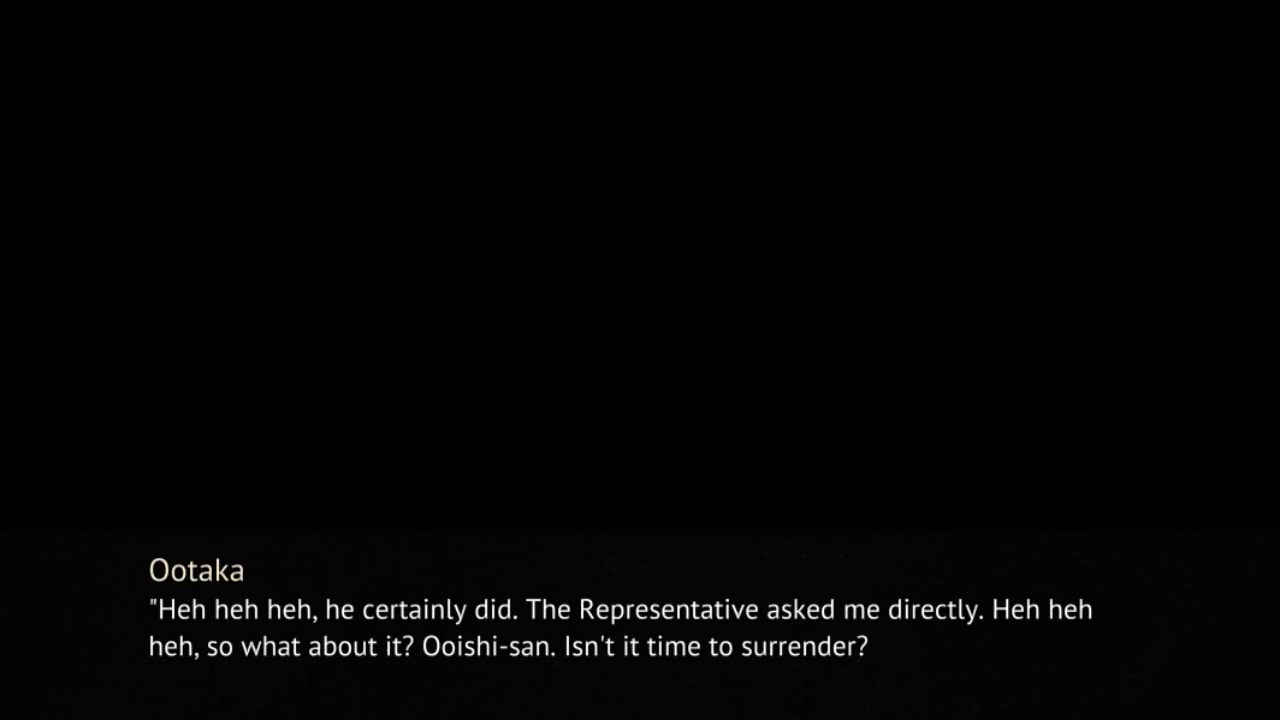 Ootaka
"Heh heh heh, he certainly did. The Representative asked me directly. Heh heh
heh, so what about it? Ooishi-san. Isn't it time to surrender?